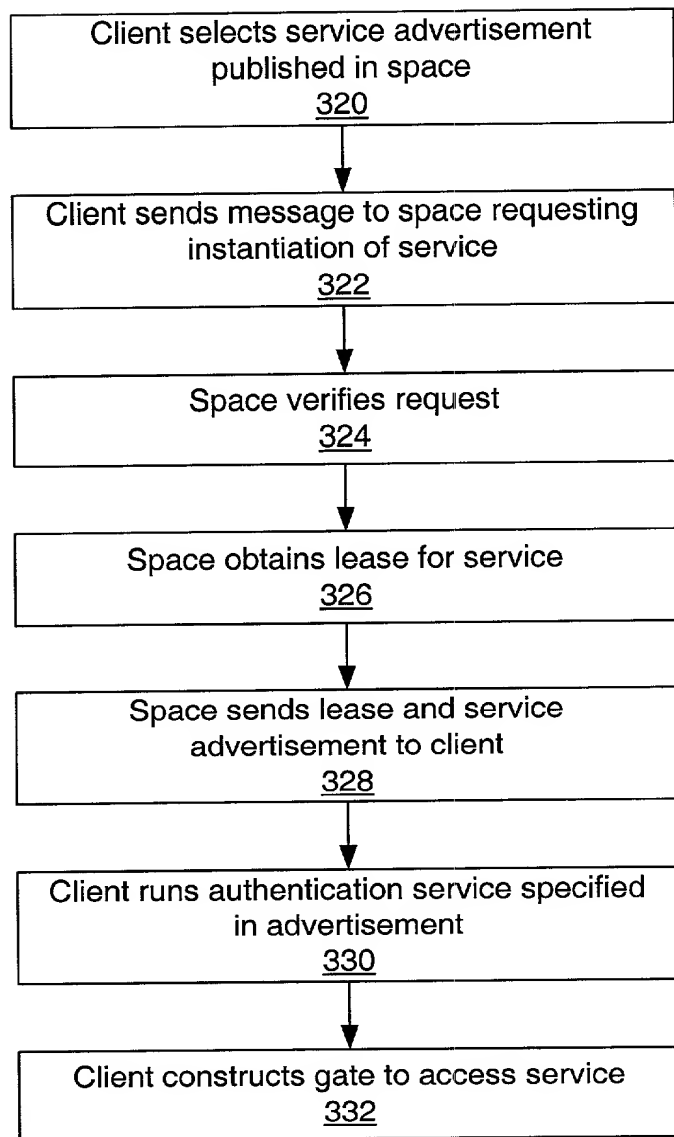 Client selects service advertisement
published in space
320
Client sends message to space requesting
instantiation of service
322
Space verifies request
324
Space obtains lease for service
326
Space sends lease and service
advertisement to client
328
Client runs authentication service specified
in advertisement
330
Client constructs gate to access service
332